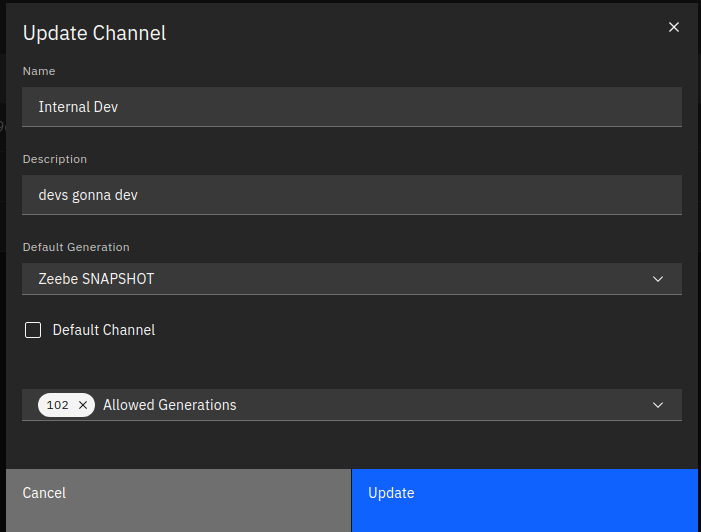 Update Channel
Name
Internal Dev
Description
devs gonna dev
Default Generation
Zeebe SNAPSHOT
Default Channel
102 Allowed Generations
Cancel
Update